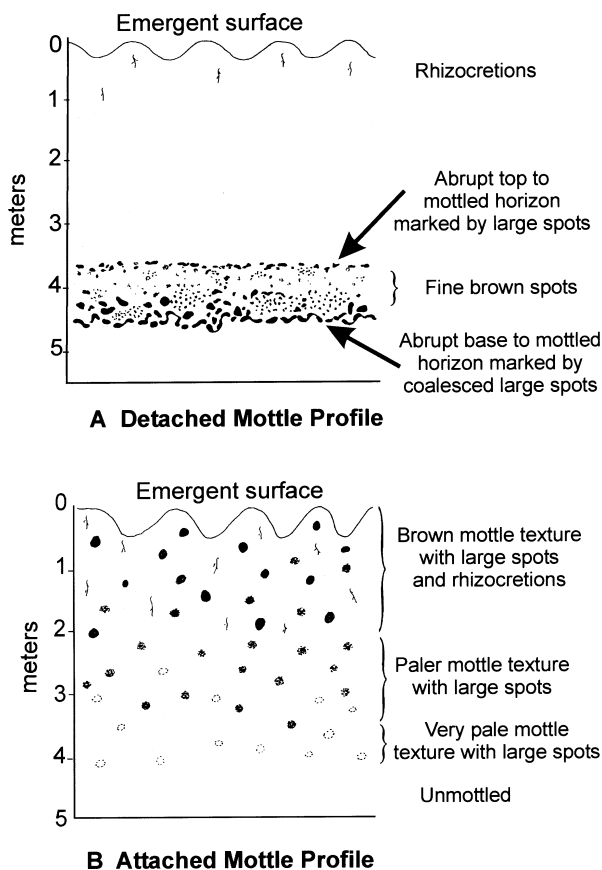 Emergent surface
0
1
2
3
4
5
meters
Rhizocretions
Abrupt top to
mottled horizon
marked by large spots
Fine brown spots
Abrupt base to mottled
horizon marked by
coalesced large spots
A Detached Mottle Profile
Emergent surface
0
1
2
3
4
5
meters
Brown mottle texture
with large spots
and rhizocretions
Paler mottle texture
with large spots
Very pale mottle
texture with large spots
Unmottled
B Attached Mottle Profile